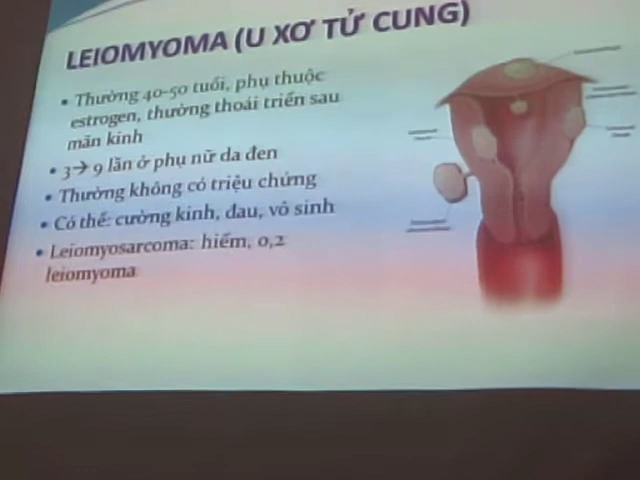 LEIOMYOMA (U XƠ TỬ CUNG)
• Thường 40-50 tuổi, phụ thuộc
estrogen, thường thoái triển sau
mãn kinh
• 3→ 9 lần ở phụ nữ da đen
• Thường không có triệu chứng
• Có thể: cường kinh, đau, vô sinh
• Leiomyosarcoma: hiếm, 0,2
leiomyoma